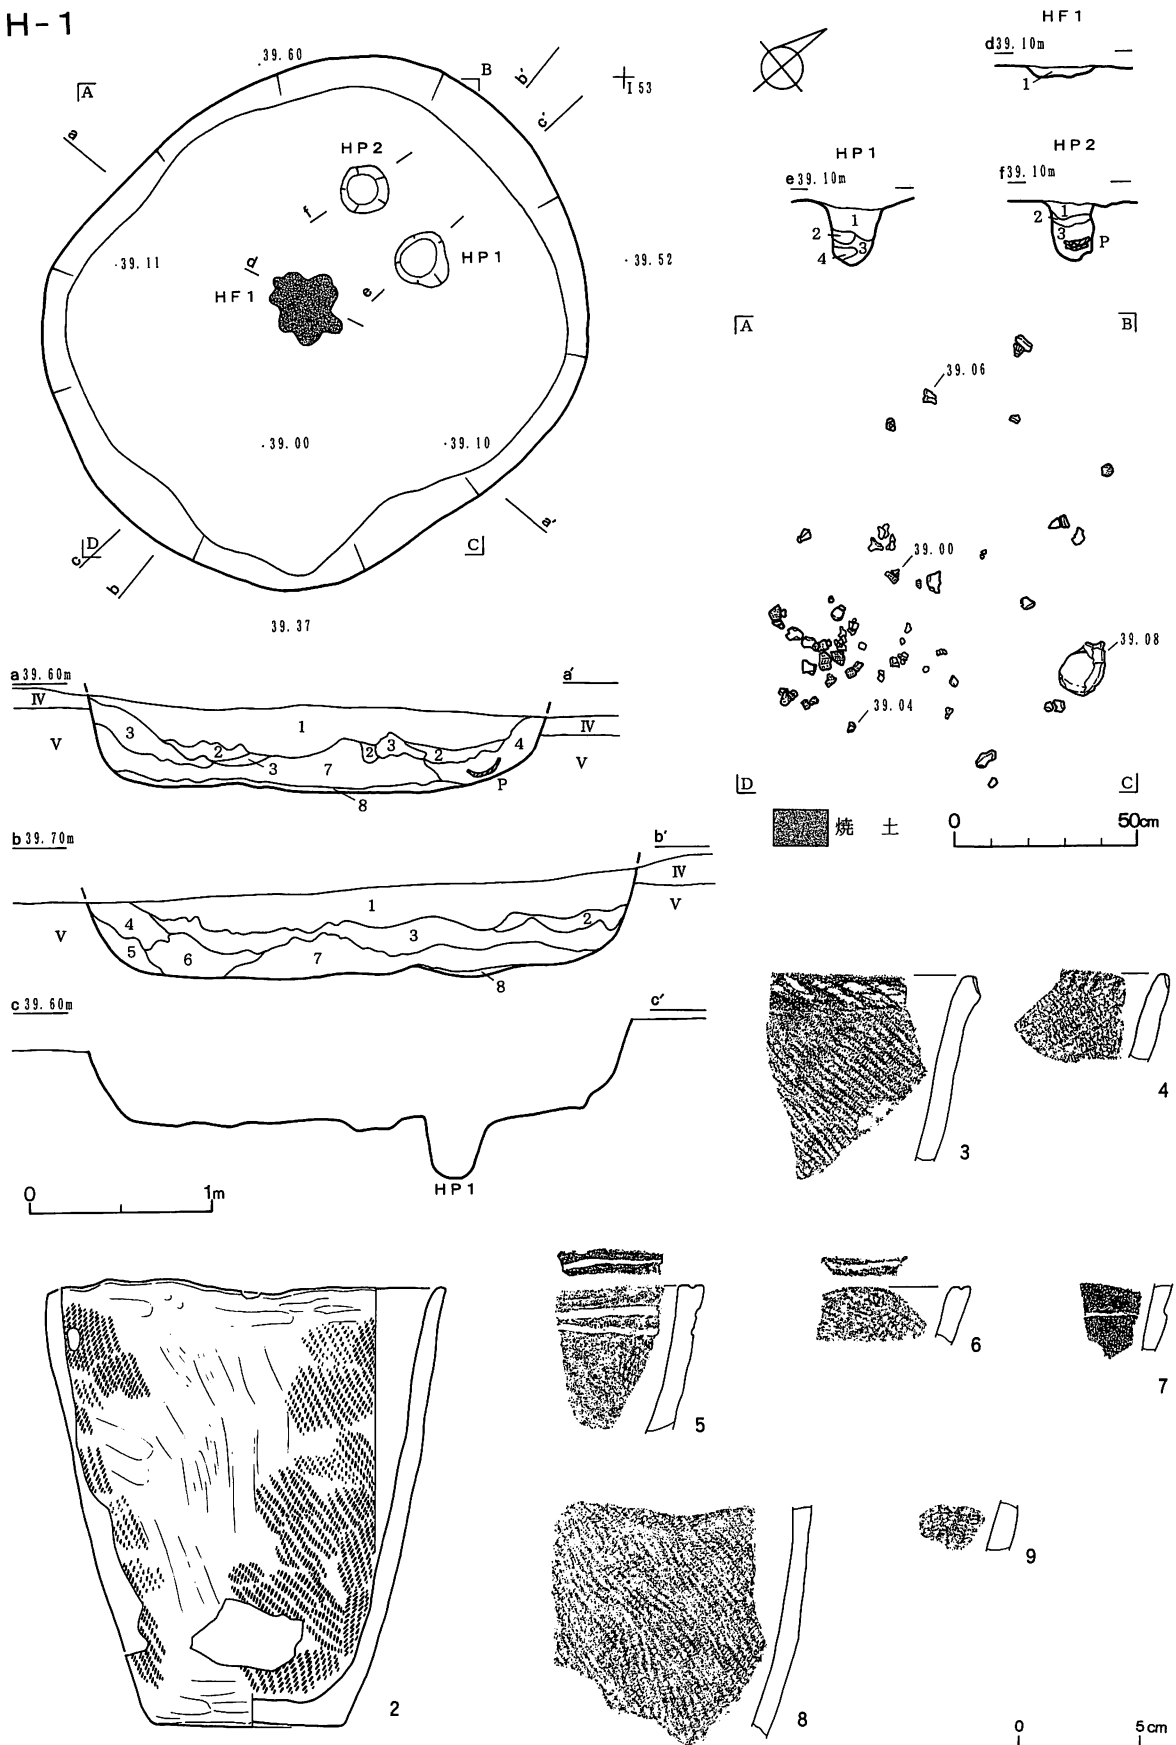 H-1
39.60
A
B
b'
I 53
c'
a
HP2
f
39.11
HP1
39.52
d
HF1
e
39.00
39.10
a'
D
C
c
b
39.37
HF1
d39.10m
1
HP1
e39.10m
1
2
3
4
HP2
f39.10m
1
2
3
P
A
B
39.06
39.00
39.08
39.04
D
C
焼 土
0 50cm
a39.60m
a'
IV
V
1
3
2
3
7
2
3
2
4
IV
V
P
8
b39.70m
b'
IV
V
1
2
3
4
5
6
7
8
V
c39.60m
c'
HP1
0 1m
3
4
2
5
6
7
8
9
0 5cm